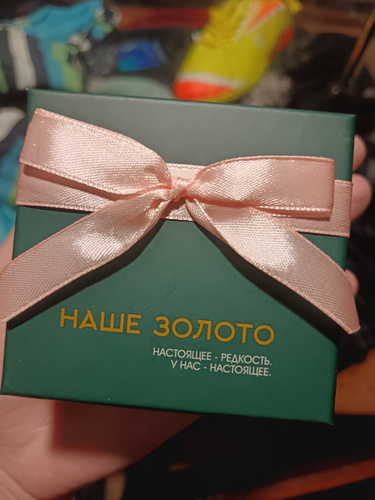 НАШЕ ЗОЛОТО
НАСТОЯЩЕЕ - РЕДКОСТЬ.
У НАС - НАСТОЯЩЕЕ.